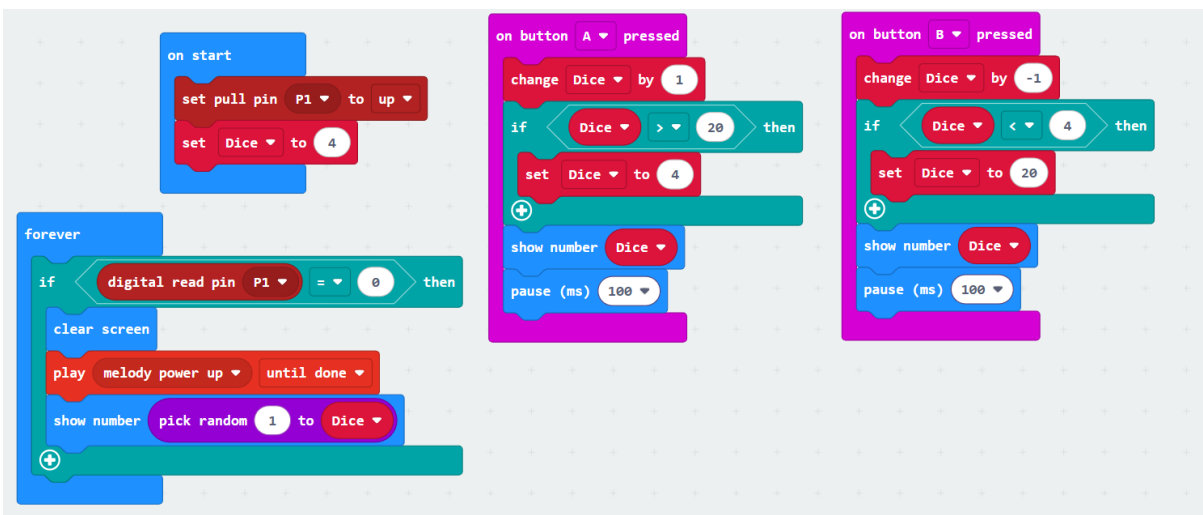 on start
set pull pin P1 to up
set Dice to 4
forever
if digital read pin P1 = 0 then
clear screen
play melody power up until done
show number pick random 1 to Dice
on button A pressed
change Dice by 1
if Dice > 20 then
set Dice to 4
show number Dice
pause (ms) 100
on button B pressed
change Dice by -1
if Dice < 4 then
set Dice to 20
show number Dice
pause (ms) 100